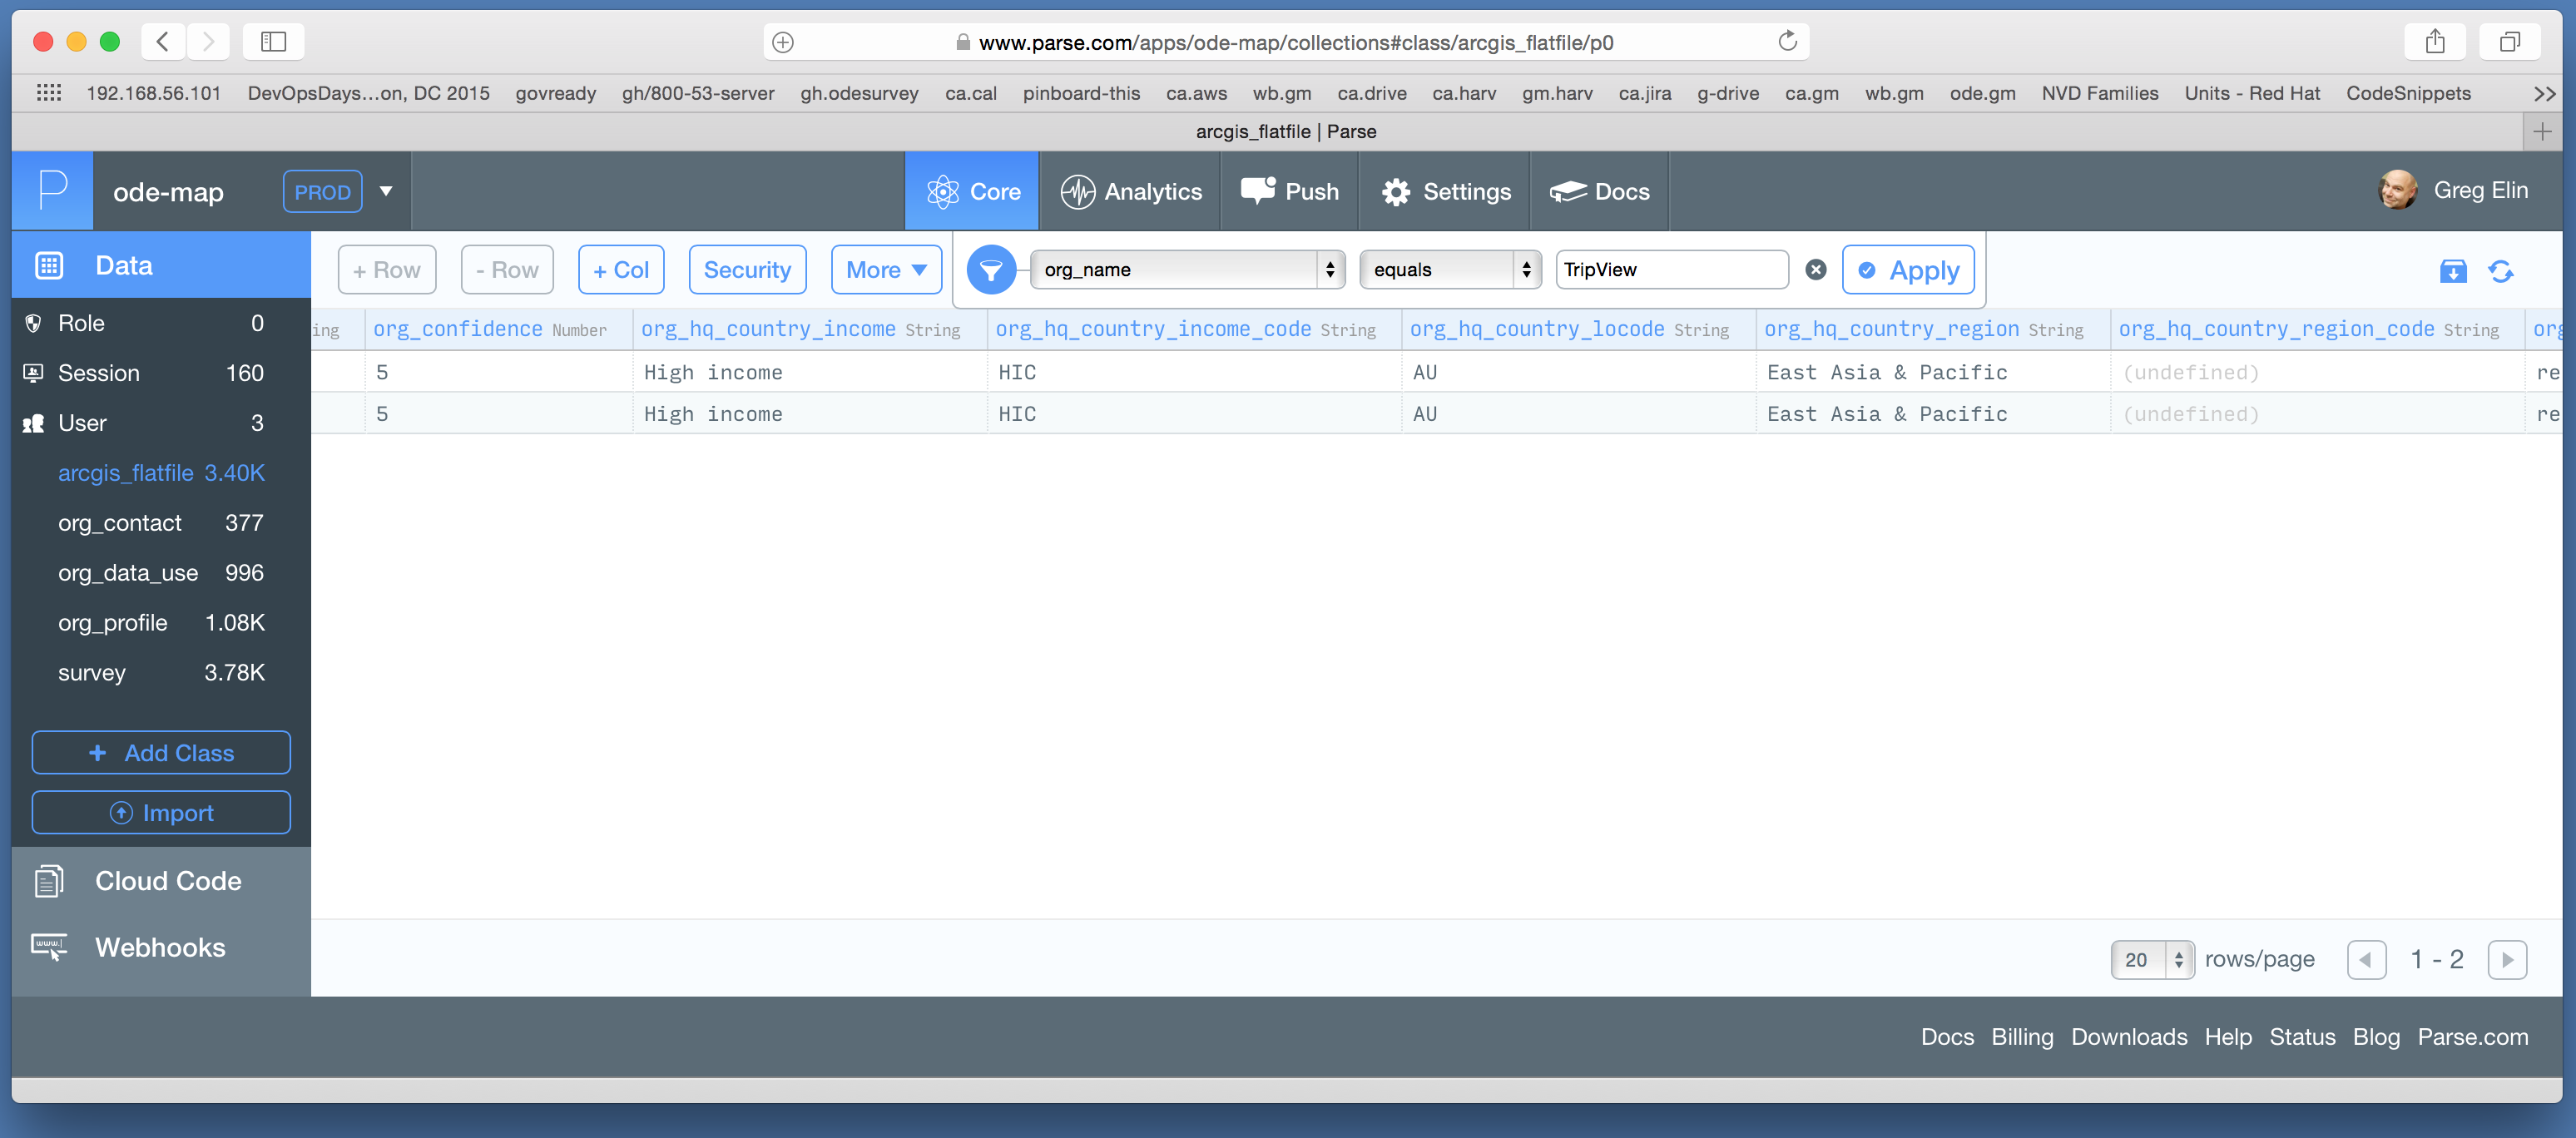 www.parse.com/apps/ode-map/collections#class/arcgis_flatfile/p0
192.168.56.101 DevOpsDays...on, DC 2015 govready gh/800-53-server gh.odesurvey ca.cal pinboard-this ca.aws wb.gm ca.drive ca.harv gm.harv ca.jira g-drive ca.gm wb.gm ode.gm NVD Families Units - Red Hat CodeSnippets
arcgis_flatfile | Parse
P ode-map PROD Core Analytics Push Settings Docs Greg Elin
Data + Row - Row + Col Security More org_name equals TripView Apply
ing org_confidence Number org_hq_country_income String org_hq_country_income_code String org_hq_country_locode String org_hq_country_region String org_hq_country_region_code String org
5 High income HIC AU East Asia & Pacific (undefined) re
5 High income HIC AU East Asia & Pacific (undefined) re
Role 0
Session 160
User 3
arcgis_flatfile 3.40K
org_contact 377
org_data_use 996
org_profile 1.08K
survey 3.78K
+ Add Class
Import
Cloud Code
www.| Webhooks
20 rows/page 1 - 2
Docs Billing Downloads Help Status Blog Parse.com